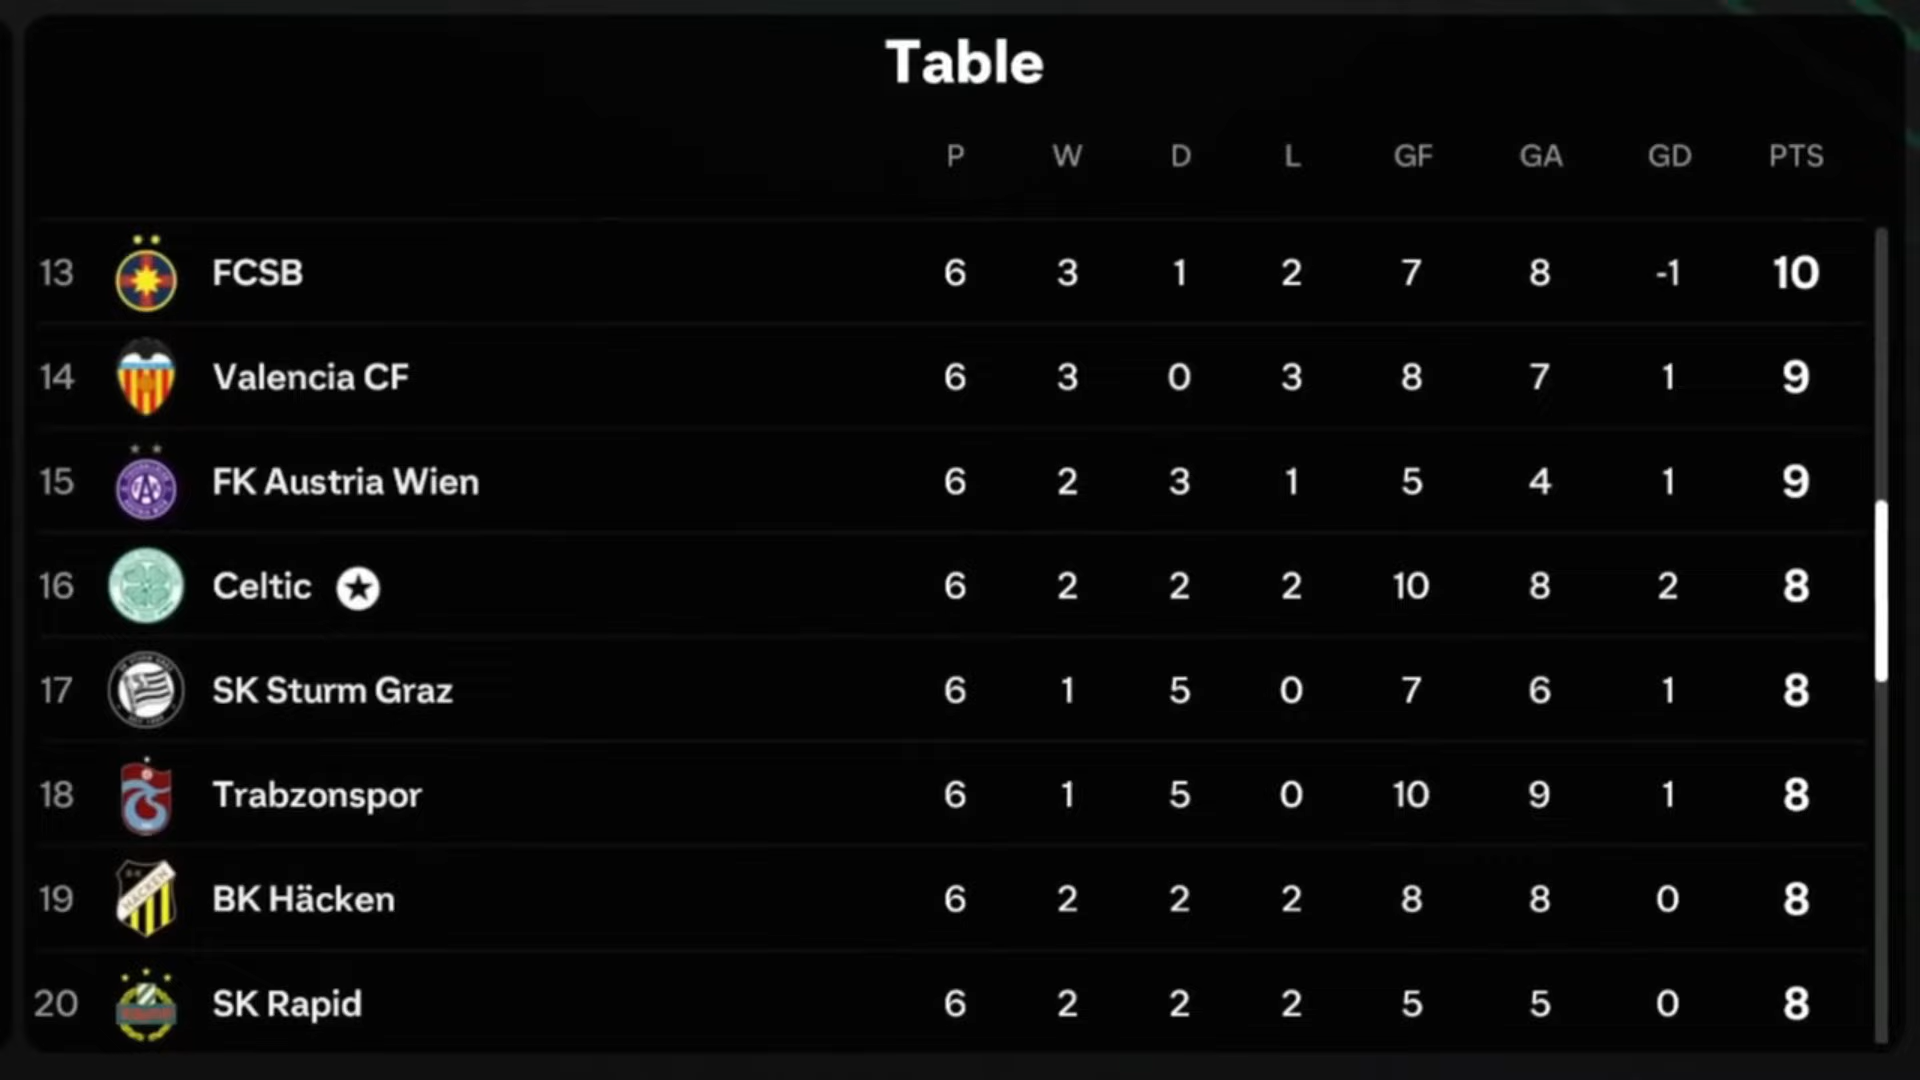 Table
P W D L GF GA GD PTS
13 FCSB 6 3 1 2 7 8 -1 10
14 Valencia CF 6 3 0 3 8 7 1 9
15 FK Austria Wien 6 2 3 1 5 4 1 9
16 Celtic 6 2 2 2 10 8 2 8
17 SK Sturm Graz 6 1 5 0 7 6 1 8
18 Trabzonspor 6 1 5 0 10 9 1 8
19 BK Häcken 6 2 2 2 8 8 0 8
20 SK Rapid 6 2 2 2 5 5 0 8